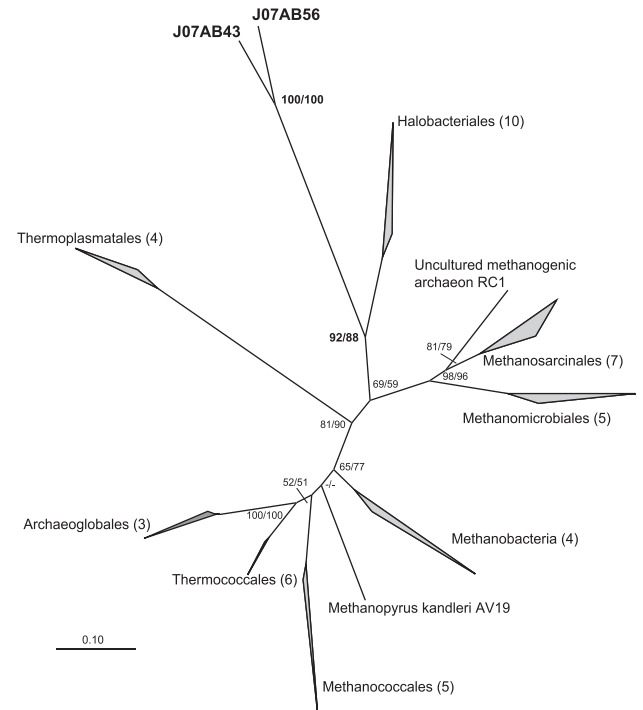 J07AB56
J07AB43
100/100
Halobacteriales (10)
Thermoplasmatales (4)
Uncultured methanogenic
archaeon RC1
92/88
81/79
Methanosarcinales (7)
98/96
69/59
Methanomicrobiales (5)
81/90
65/77
52/51
-/-
100/100
Archaeoglobales (3)
Methanobacteria (4)
Thermococcales (6)
Methanopyrus kandleri AV19
0.10
Methanococcales (5)